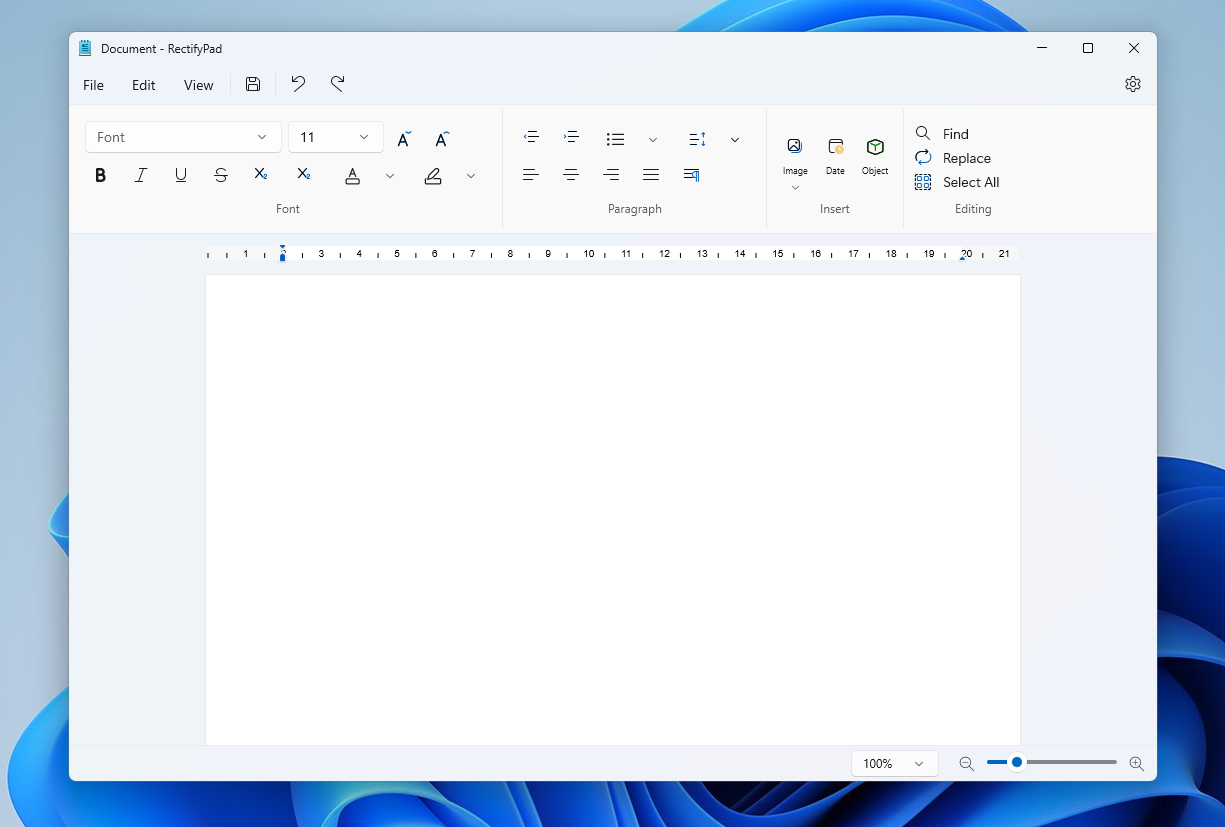 Document - RectifyPad
File Edit View
Font 11
B I U S X₂ X₂ A
Font Paragraph
Image Date Object
Insert
Find
Replace
Select All
Editing
1 3 4 5 6 7 8 9 10 11 12 13 14 15 16 17 18 19 20 21
100%